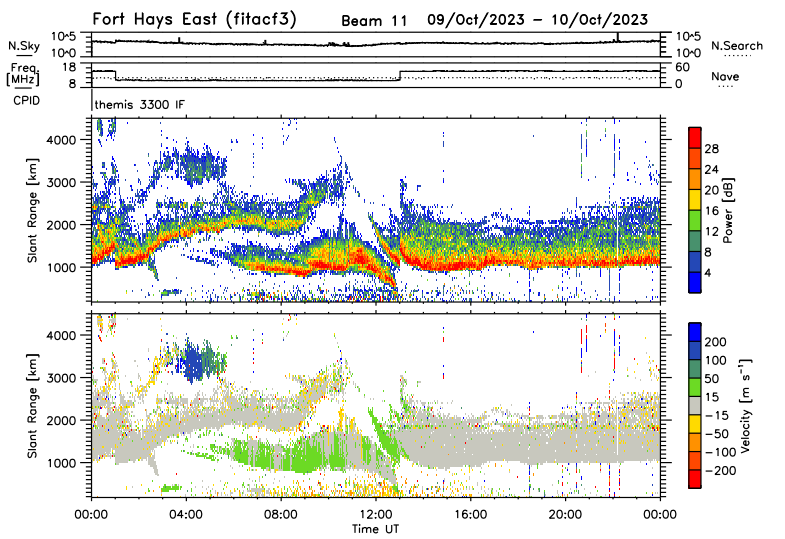 Fort Hays East (fitacf3) Beam 11 09/Oct/2023 − 10/Oct/2023
N.Sky 10^5 10^0 10^5 10^0 N.Search
Freq. [MHz] 18 8 60 0 Nave
CPID themis 3300 IF
Slant Range [km] 4000 3000 2000 1000
28 24 20 16 12 8 4 Power [dB]
Slant Range [km] 4000 3000 2000 1000
200 100 50 15 −15 −50 −100 −200 Velocity [m s⁻¹]
00:00 04:00 08:00 12:00 16:00 20:00 00:00
Time UT